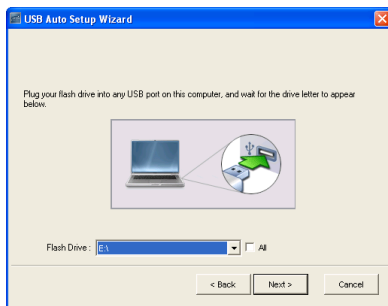 USB Auto Setup Wizard
Plug your flash drive into any USB port on this computer, and wait for the drive letter to appear
below.
Flash Drive : E:\ All
< Back Next > Cancel